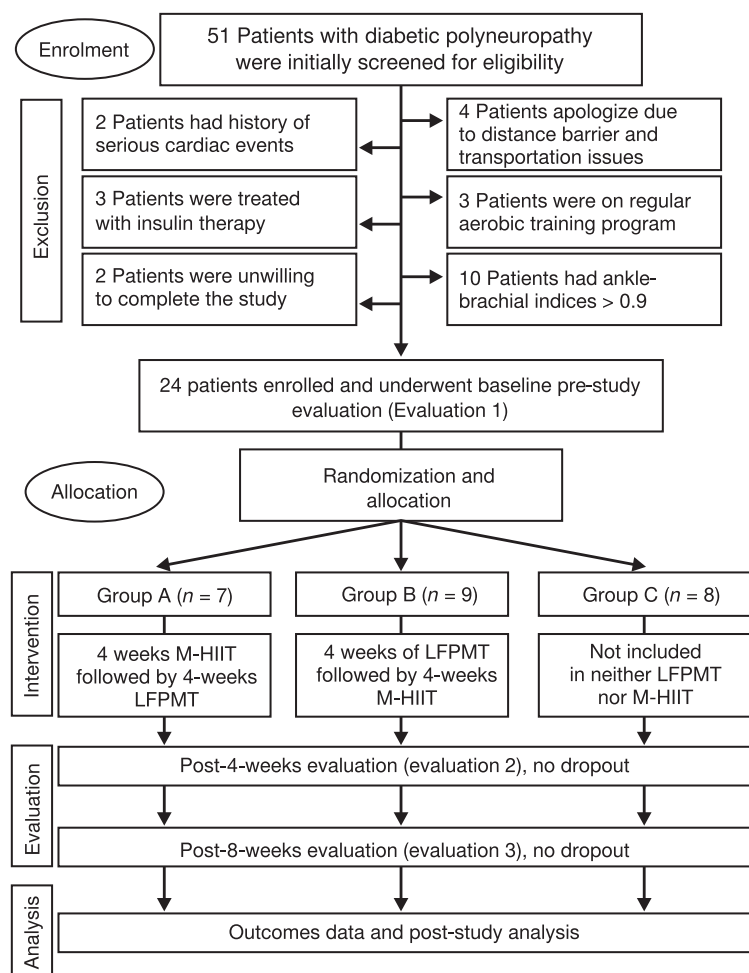 Enrolment
51 Patients with diabetic polyneuropathy
were initially screened for eligibility
Exclusion
2 Patients had history of
serious cardiac events
4 Patients apologize due
to distance barrier and
transportation issues
3 Patients were treated
with insulin therapy
3 Patients were on regular
aerobic training program
2 Patients were unwilling
to complete the study
10 Patients had ankle-
brachial indices > 0.9
24 patients enrolled and underwent baseline pre-study
evaluation (Evaluation 1)
Allocation
Randomization and
allocation
Intervention
Group A (n = 7)
Group B (n = 9)
Group C (n = 8)
4 weeks M-HIIT
followed by 4-weeks
LFPMT
4 weeks of LFPMT
followed by 4-weeks
M-HIIT
Not included
in neither LFPMT
nor M-HIIT
Evaluation
Post-4-weeks evaluation (evaluation 2), no dropout
Post-8-weeks evaluation (evaluation 3), no dropout
Analysis
Outcomes data and post-study analysis